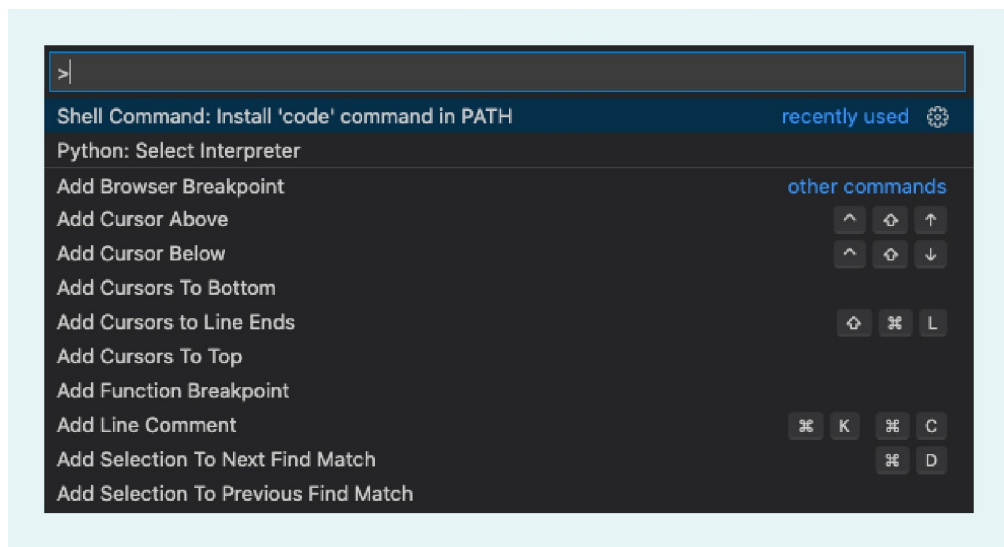 >
Shell Command: Install 'code' command in PATH recently used
Python: Select Interpreter
Add Browser Breakpoint other commands
Add Cursor Above ^ ⇧ ↑
Add Cursor Below ^ ⇧ ↓
Add Cursors To Bottom
Add Cursors to Line Ends ⇧ ⌘ L
Add Cursors To Top
Add Function Breakpoint
Add Line Comment ⌘ K ⌘ C
Add Selection To Next Find Match ⌘ D
Add Selection To Previous Find Match